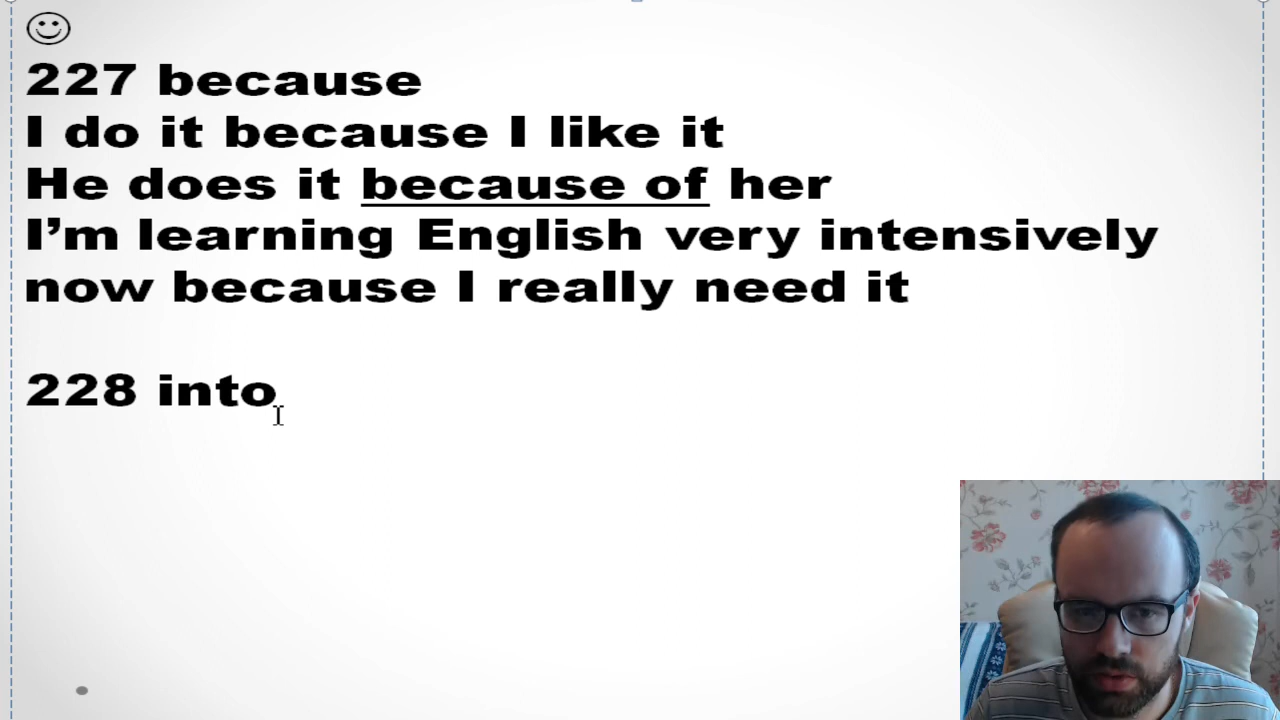 227 because
I do it because I like it
He does it because of her
I’m learning English very intensively
now because I really need it
228 into